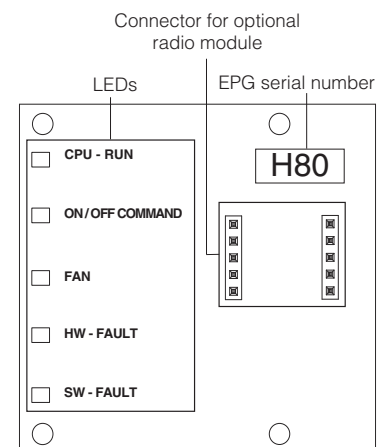 Connector for optional
radio module
LEDs
EPG serial number
CPU - RUN
H80
ON/OFF COMMAND
FAN
HW - FAULT
SW - FAULT